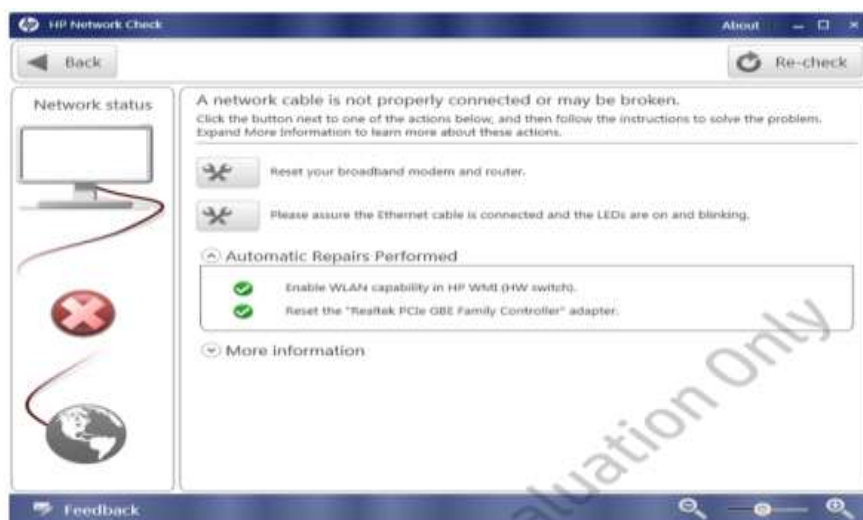 hp HP Network Check
About
Back
Re-check
Network status
A network cable is not properly connected or may be broken.
Click the button next to one of the actions below, and then follow the instructions to solve the problem.
Expand More Information to learn more about these actions.
Reset your broadband modem and router.
Please assure the Ethernet cable is connected and the LEDs are on and blinking.
Automatic Repairs Performed
Enable WLAN capability in HP WMI (HW switch).
Reset the "Realtek PCIe GBE Family Controller" adapter.
More information
Feedback
Only